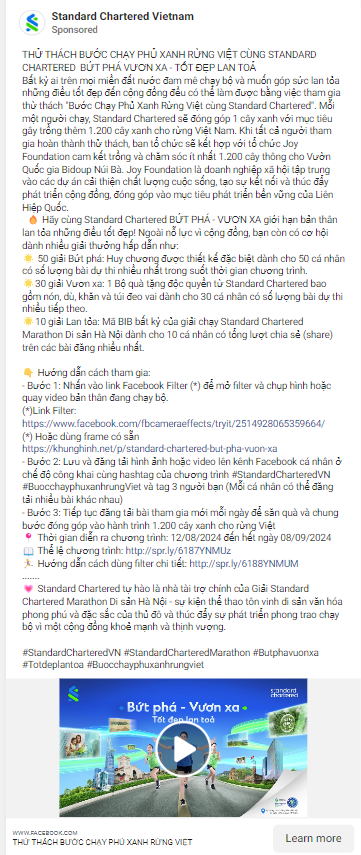 Standard Chartered Vietnam
Sponsored
THỬ THÁCH BƯỚC CHẠY PHỦ XANH RỪNG VIỆT CÙNG STANDARD
CHARTERED BỨT PHÁ VƯƠN XA - TỐT ĐẸP LAN TOẢ
Bất kỳ ai trên mọi miền đất nước đam mê chạy bộ và muốn góp sức lan tỏa
những điều tốt đẹp đến cộng đồng đều có thể làm được bằng việc tham gia
thử thách "Bước Chạy Phủ Xanh Rừng Việt cùng Standard Chartered". Mỗi
một người chạy, Standard Chartered sẽ đóng góp 1 cây xanh với mục tiêu
gây trồng thêm 1.200 cây xanh cho rừng Việt Nam. Khi tất cả người tham
gia hoàn thành thử thách, ban tổ chức sẽ kết hợp với tổ chức Joy
Foundation cam kết trồng và chăm sóc ít nhất 1.200 cây thông cho Vườn
Quốc gia Bidoup Núi Bà. Joy Foundation là doanh nghiệp xã hội tập trung
vào các dự án cải thiện chất lượng cuộc sống, tạo sự kết nối và thúc đẩy
phát triển cộng đồng, đóng góp vào mục tiêu phát triển bền vững của Liên
Hiệp Quốc.
🔥 Hãy cùng Standard Chartered BỨT PHÁ - VƯƠN XA giới hạn bản thân
lan tỏa những điều tốt đẹp! Ngoài nỗ lực vì cộng đồng, bạn còn có cơ hội
dành nhiều giải thưởng hấp dẫn như:
🌟 50 giải Bứt phá: Huy chương được thiết kế đặc biệt dành cho 50 cá nhân
có số lượng bài dự thi nhiều nhất trong suốt thời gian chương trình.
🌟30 giải Vươn xa: 1 Bộ quà tặng độc quyền từ Standard Chartered bao
gồm nón, dù, khăn và túi đeo vai dành cho 30 cá nhân có số lượng bài dự thi
nhiều tiếp theo.
🌟10 giải Lan tỏa: Mã BIB bất kỳ của giải chạy Standard Chartered
Marathon Di sản Hà Nội dành cho 10 cá nhân có tổng lượt chia sẻ (share)
trên các bài đăng nhiều nhất.
👇 Hướng dẫn cách tham gia:
- Bước 1: Nhấn vào link Facebook Filter (*) để mở filter và chụp hình hoặc
quay video bản thân đang chạy bộ.
(*)Link Filter:
https://www.facebook.com/fbcameraeffects/tryit/2514928065359664/
(*) Hoặc dùng frame có sẵn
https://khunghinh.net/p/standard-chartered-but-pha-vuon-xa
- Bước 2: Lưu và đăng tải hình ảnh hoặc video lên kênh Facebook cá nhân ở
chế độ công khai cùng hashtag của chương trình #StandardCharteredVN
#BuocchayphuxanhrungViet và tag 3 người bạn (Mỗi cá nhân có thể đăng
tải nhiều bài khác nhau)
- Bước 3: Tiếp tục đăng tải bài tham gia mới mỗi ngày để săn quà và chung
bước đóng góp vào hành trình 1.200 cây xanh cho rừng Việt
📍 Thời gian diễn ra chương trình: 12/08/2024 đến hết ngày 08/09/2024
📖 Thể lệ chương trình: http://spr.ly/6187YNMUz
🏃 Hướng dẫn cách dùng filter chi tiết: http://spr.ly/6188YNMUM
.......
💗 Standard Chartered tự hào là nhà tài trợ chính của Giải Standard
Chartered Marathon Di sản Hà Nội - sự kiện thể thao tôn vinh di sản văn hóa
phong phú và đặc sắc của thủ đô và thúc đẩy sự phát triển phong trao chạy
bộ vì một cộng đồng khoẻ mạnh và thịnh vượng.
#StandardCharteredVN #StandardCharteredMarathon #Butphavuonxa
#Totdeplantoa #Buocchayphuxanhrungviet
standard
chartered
Bứt phá - Vươn xa
Tốt đẹp lan toả
WWW.FACEBOOK.COM
THỬ THÁCH BƯỚC CHẠY PHỦ XANH RỪNG VIỆT
Learn more